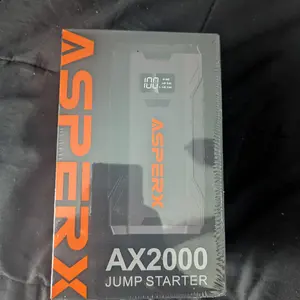 ASPERX
100
ASPERX
AX2000
JUMP STARTER